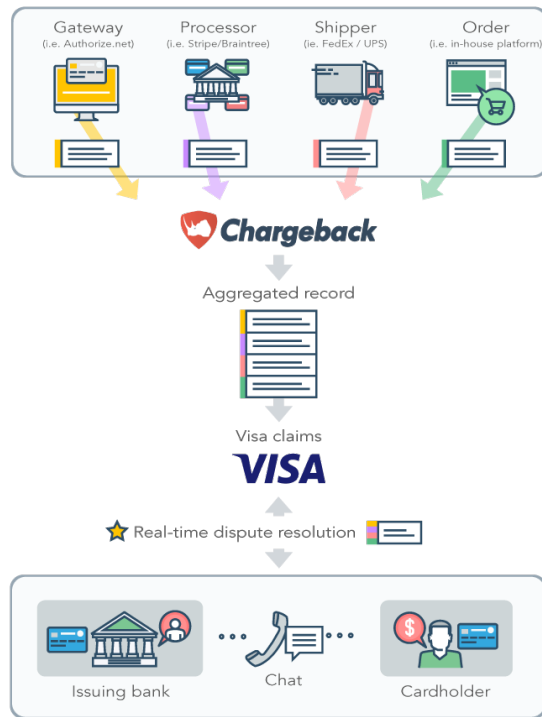 Gateway
(i.e. Authorize.net)
Processor
(i.e. Stripe/Braintree)
Shipper
(ie. FedEx / UPS)
Order
(i.e. in-house platform)
Chargeback
Aggregated record
Visa claims
VISA
Real-time dispute resolution
$
Issuing bank
Chat
Cardholder